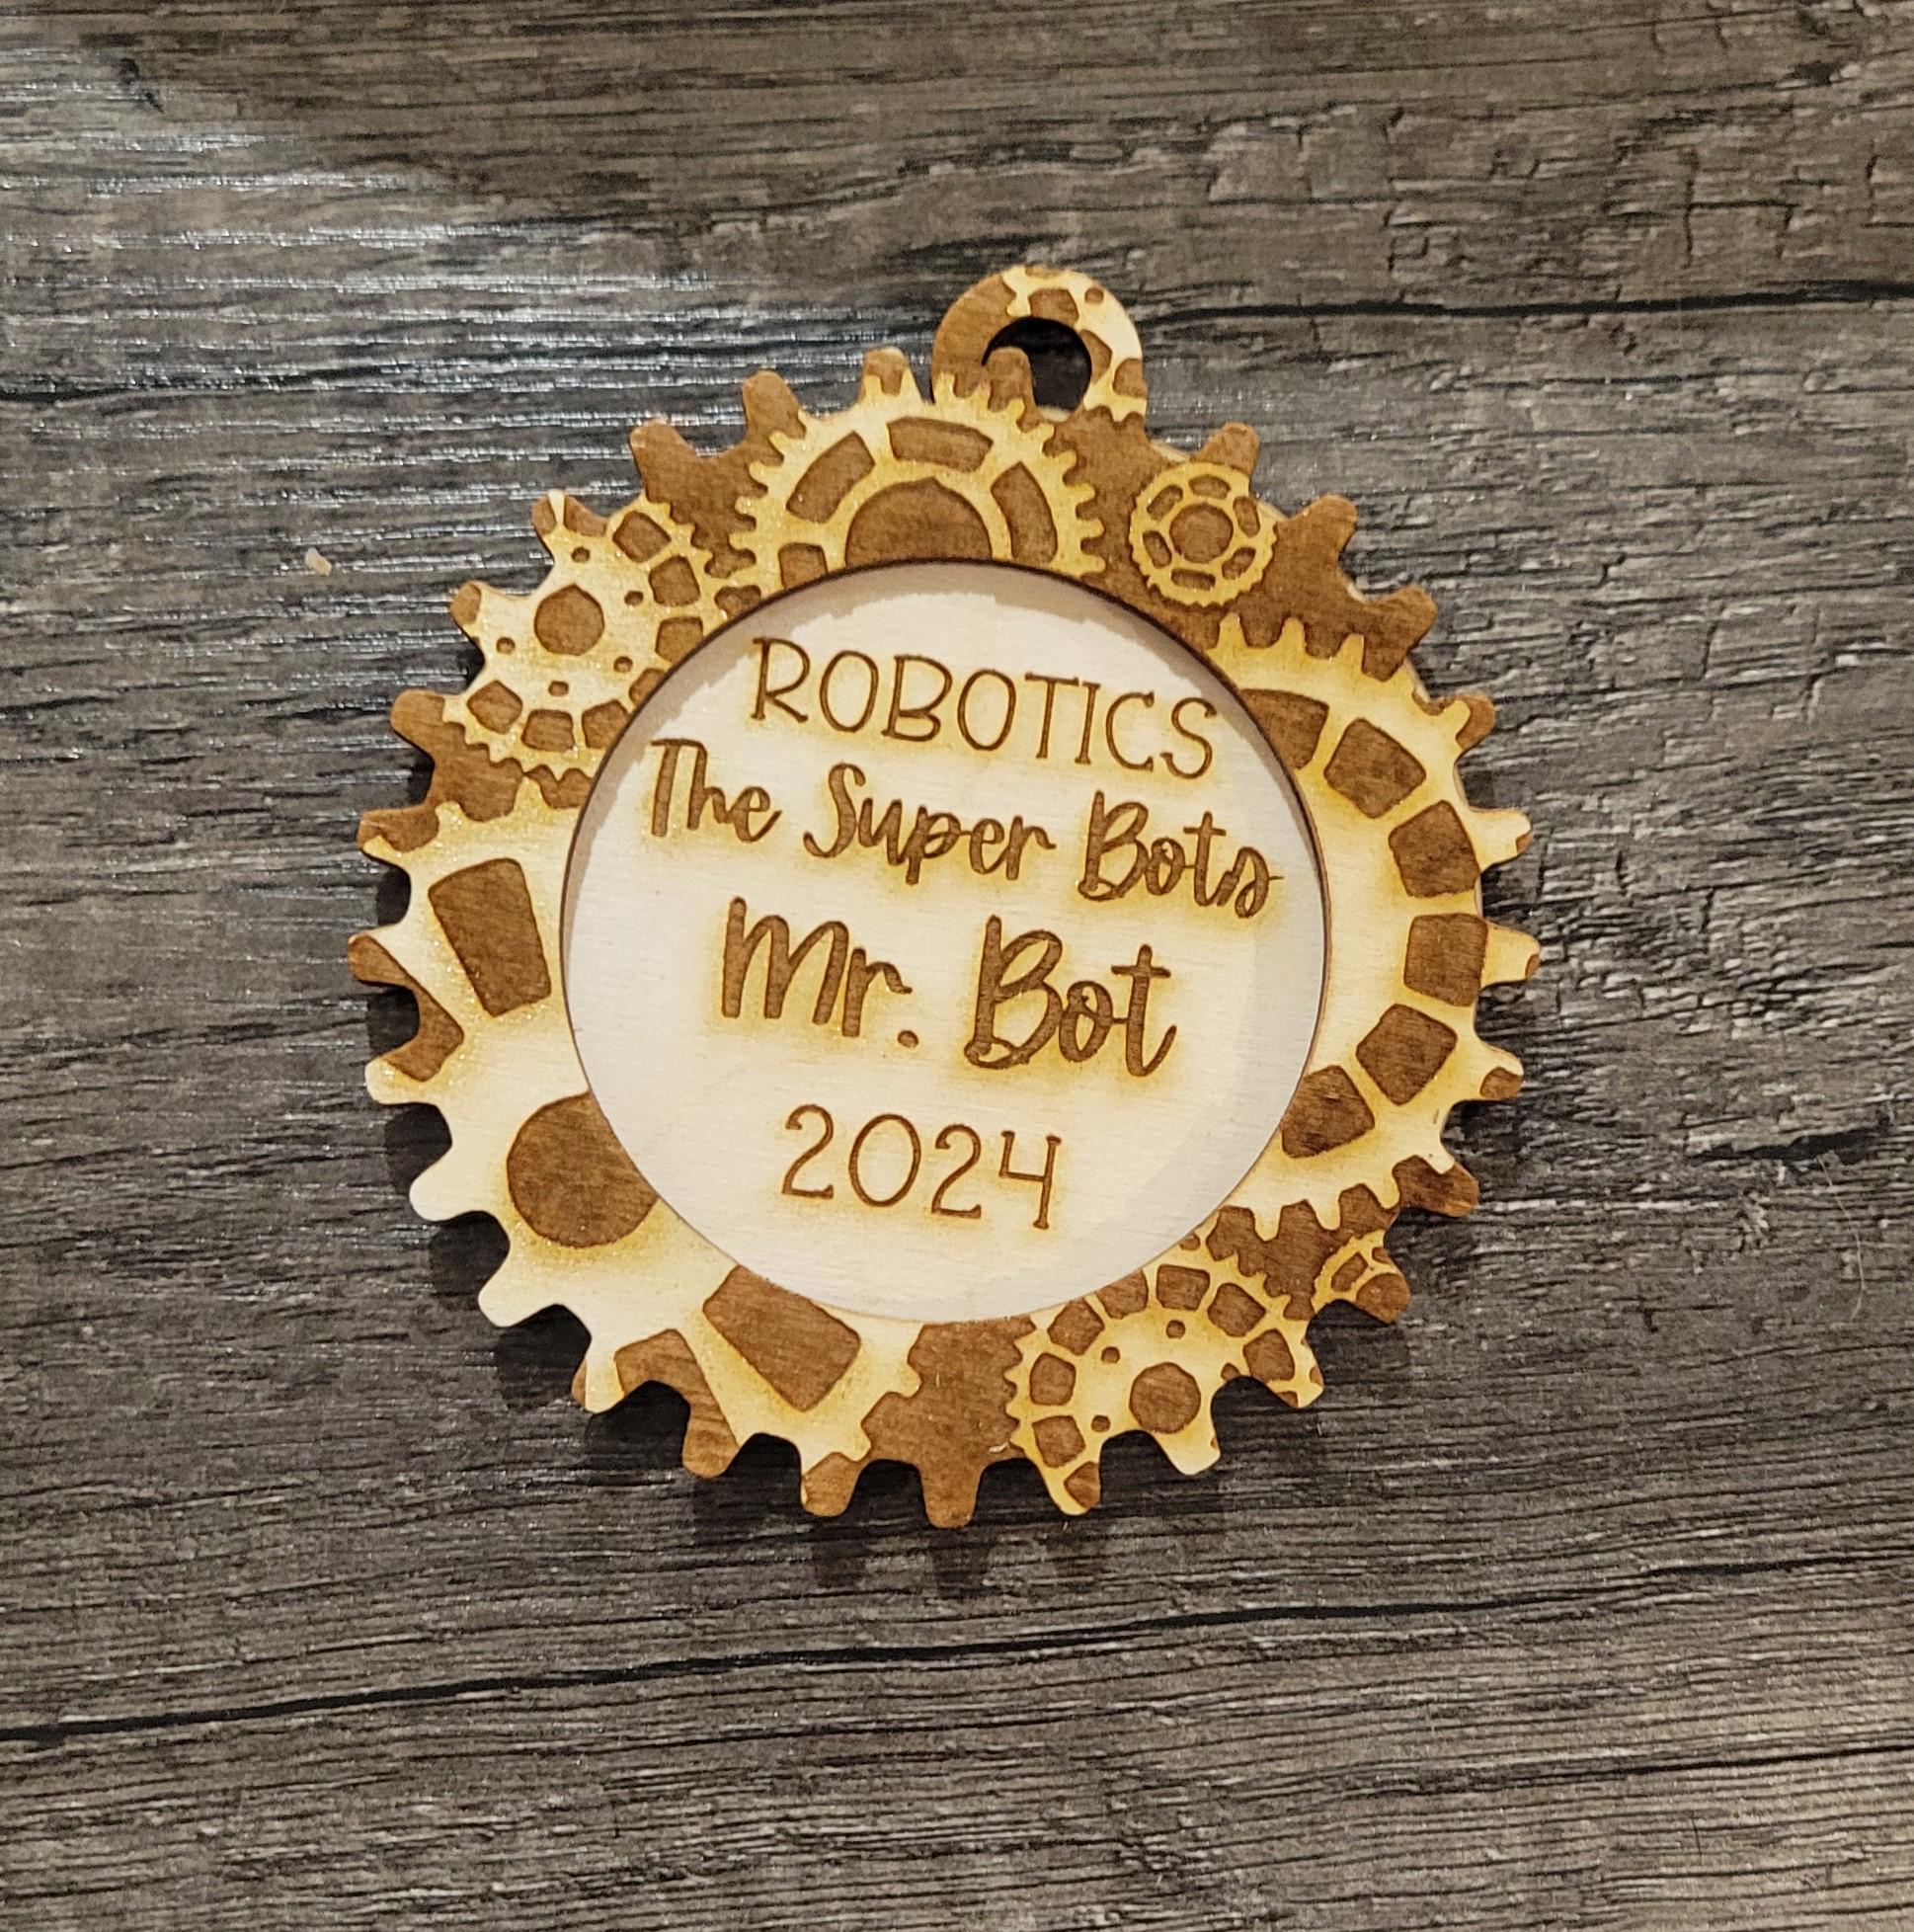 ROBOTICS
The Super Bots
Mr. Bot
2024